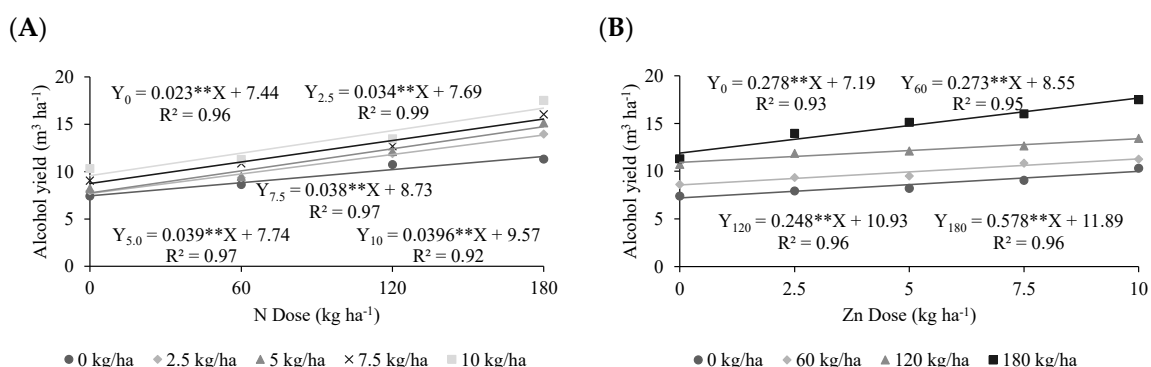 (A)
Alcohol yield (m³ ha⁻¹)
20
15
10
5
0
Y₀ = 0.023**X + 7.44
R² = 0.96
Y₂.₅ = 0.034**X + 7.69
R² = 0.99
Y₇.₅ = 0.038**X + 8.73
R² = 0.97
Y₅.₀ = 0.039**X + 7.74
R² = 0.97
Y₁₀ = 0.0396**X + 9.57
R² = 0.92
0 60 120 180
N Dose (kg ha⁻¹)
0 kg/ha 2.5 kg/ha 5 kg/ha 7.5 kg/ha 10 kg/ha
(B)
Alcohol yield (m³ ha⁻¹)
20
15
10
5
0
Y₀ = 0.278**X + 7.19
R² = 0.93
Y₆₀ = 0.273**X + 8.55
R² = 0.95
Y₁₂₀ = 0.248**X + 10.93
R² = 0.96
Y₁₈₀ = 0.578**X + 11.89
R² = 0.96
0 2.5 5 7.5 10
Zn Dose (kg ha⁻¹)
0 kg/ha 60 kg/ha 120 kg/ha 180 kg/ha